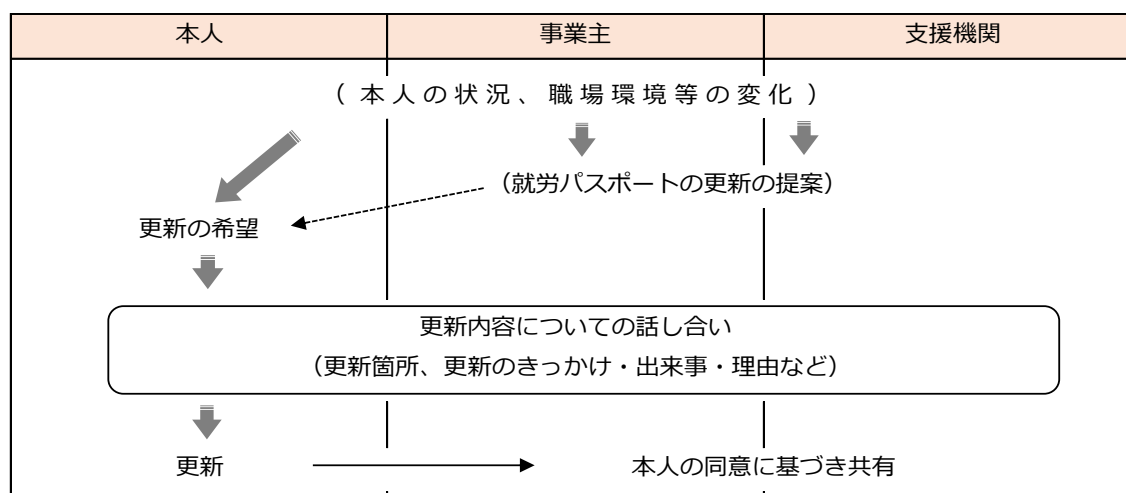 本人 事業主 支援機関
(本人の状況、職場環境等の変化)
(就労パスポートの更新の提案)
更新の希望
更新内容についての話し合い
(更新箇所、更新のきっかけ・出来事・理由など)
更新 本人の同意に基づき共有